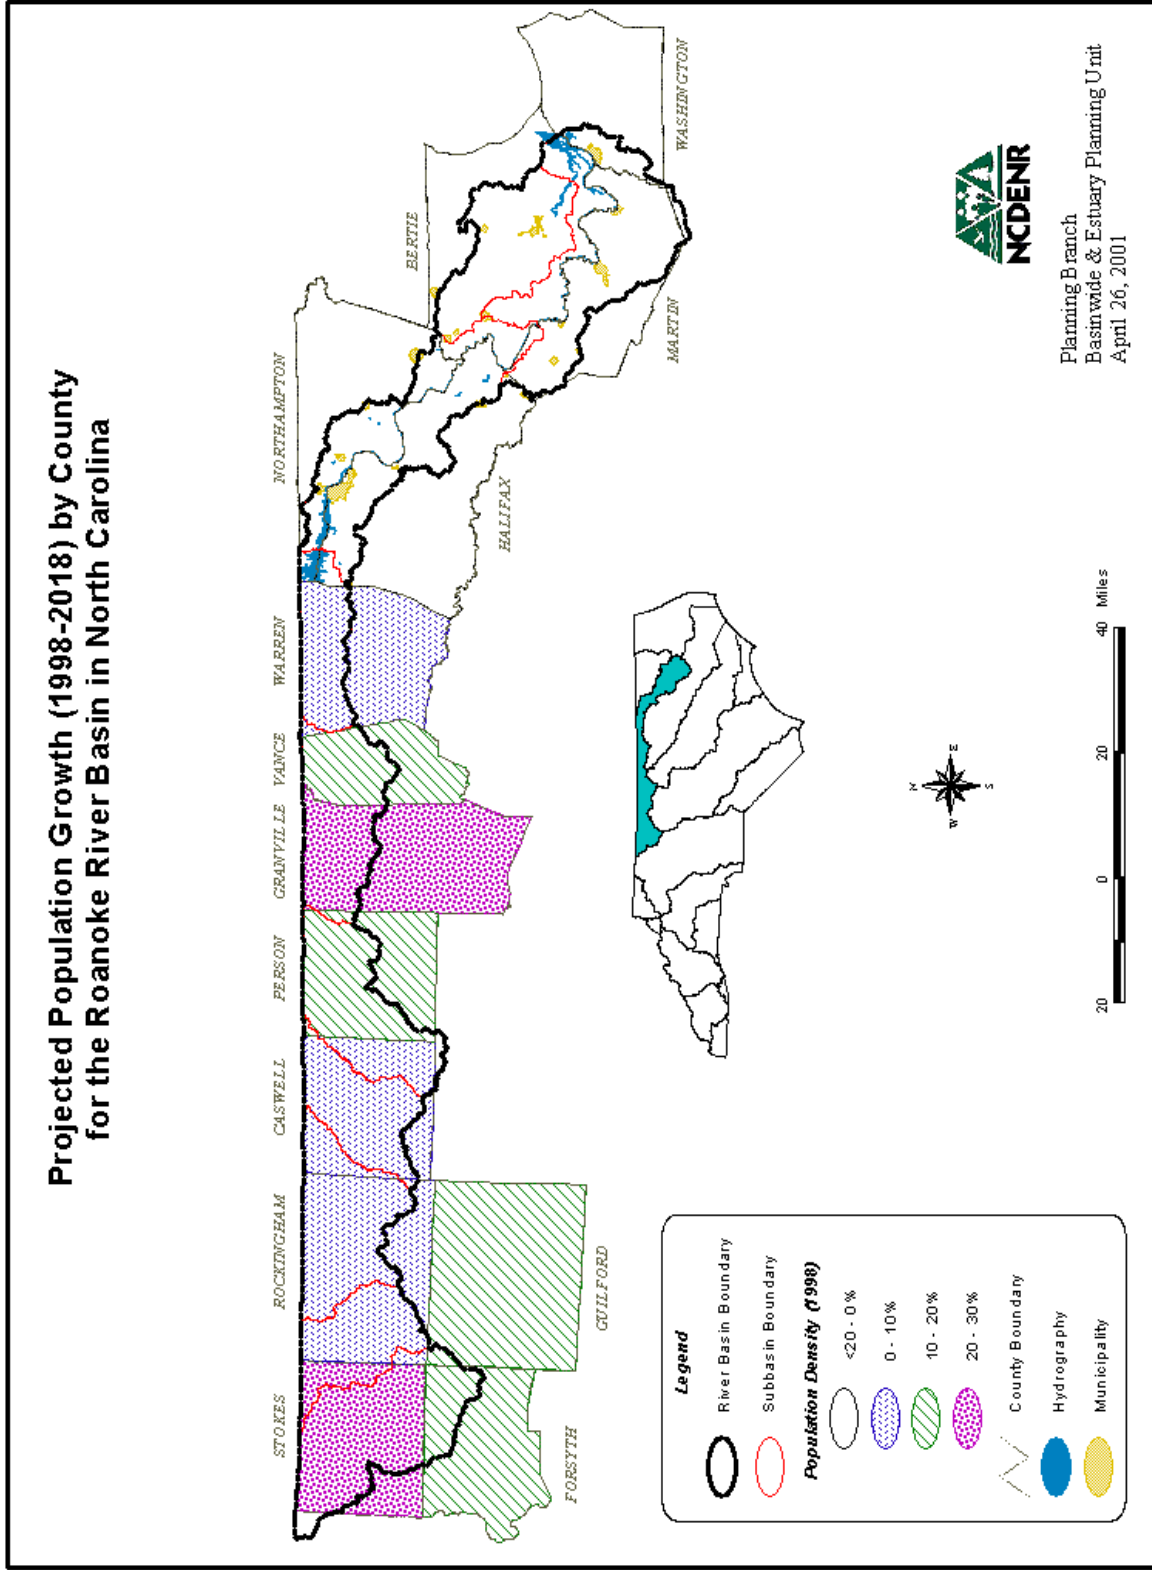 Projected Population Growth (1998-2018) by County
for the Roanoke River Basin in North Carolina
STOKES
ROCKINGHAM
CASWELL
PERSON
GRANVILLE
VANCE
WARREN
NORTHAMPTON
BERTIE
FORSYTH
GUILFORD
HALIFAX
MARTIN
WASHINGTON
Legend
River Basin Boundary
Subbasin Boundary
Population Density (1998)
<20 - 0%
0 - 10%
10 - 20%
20 - 30%
County Boundary
Hydrography
Municipality
N
W
E
S
20
0
20
40
Miles
NCDENR
Planning Branch
Basinwide & Estuary Planning Unit
April 26, 2001